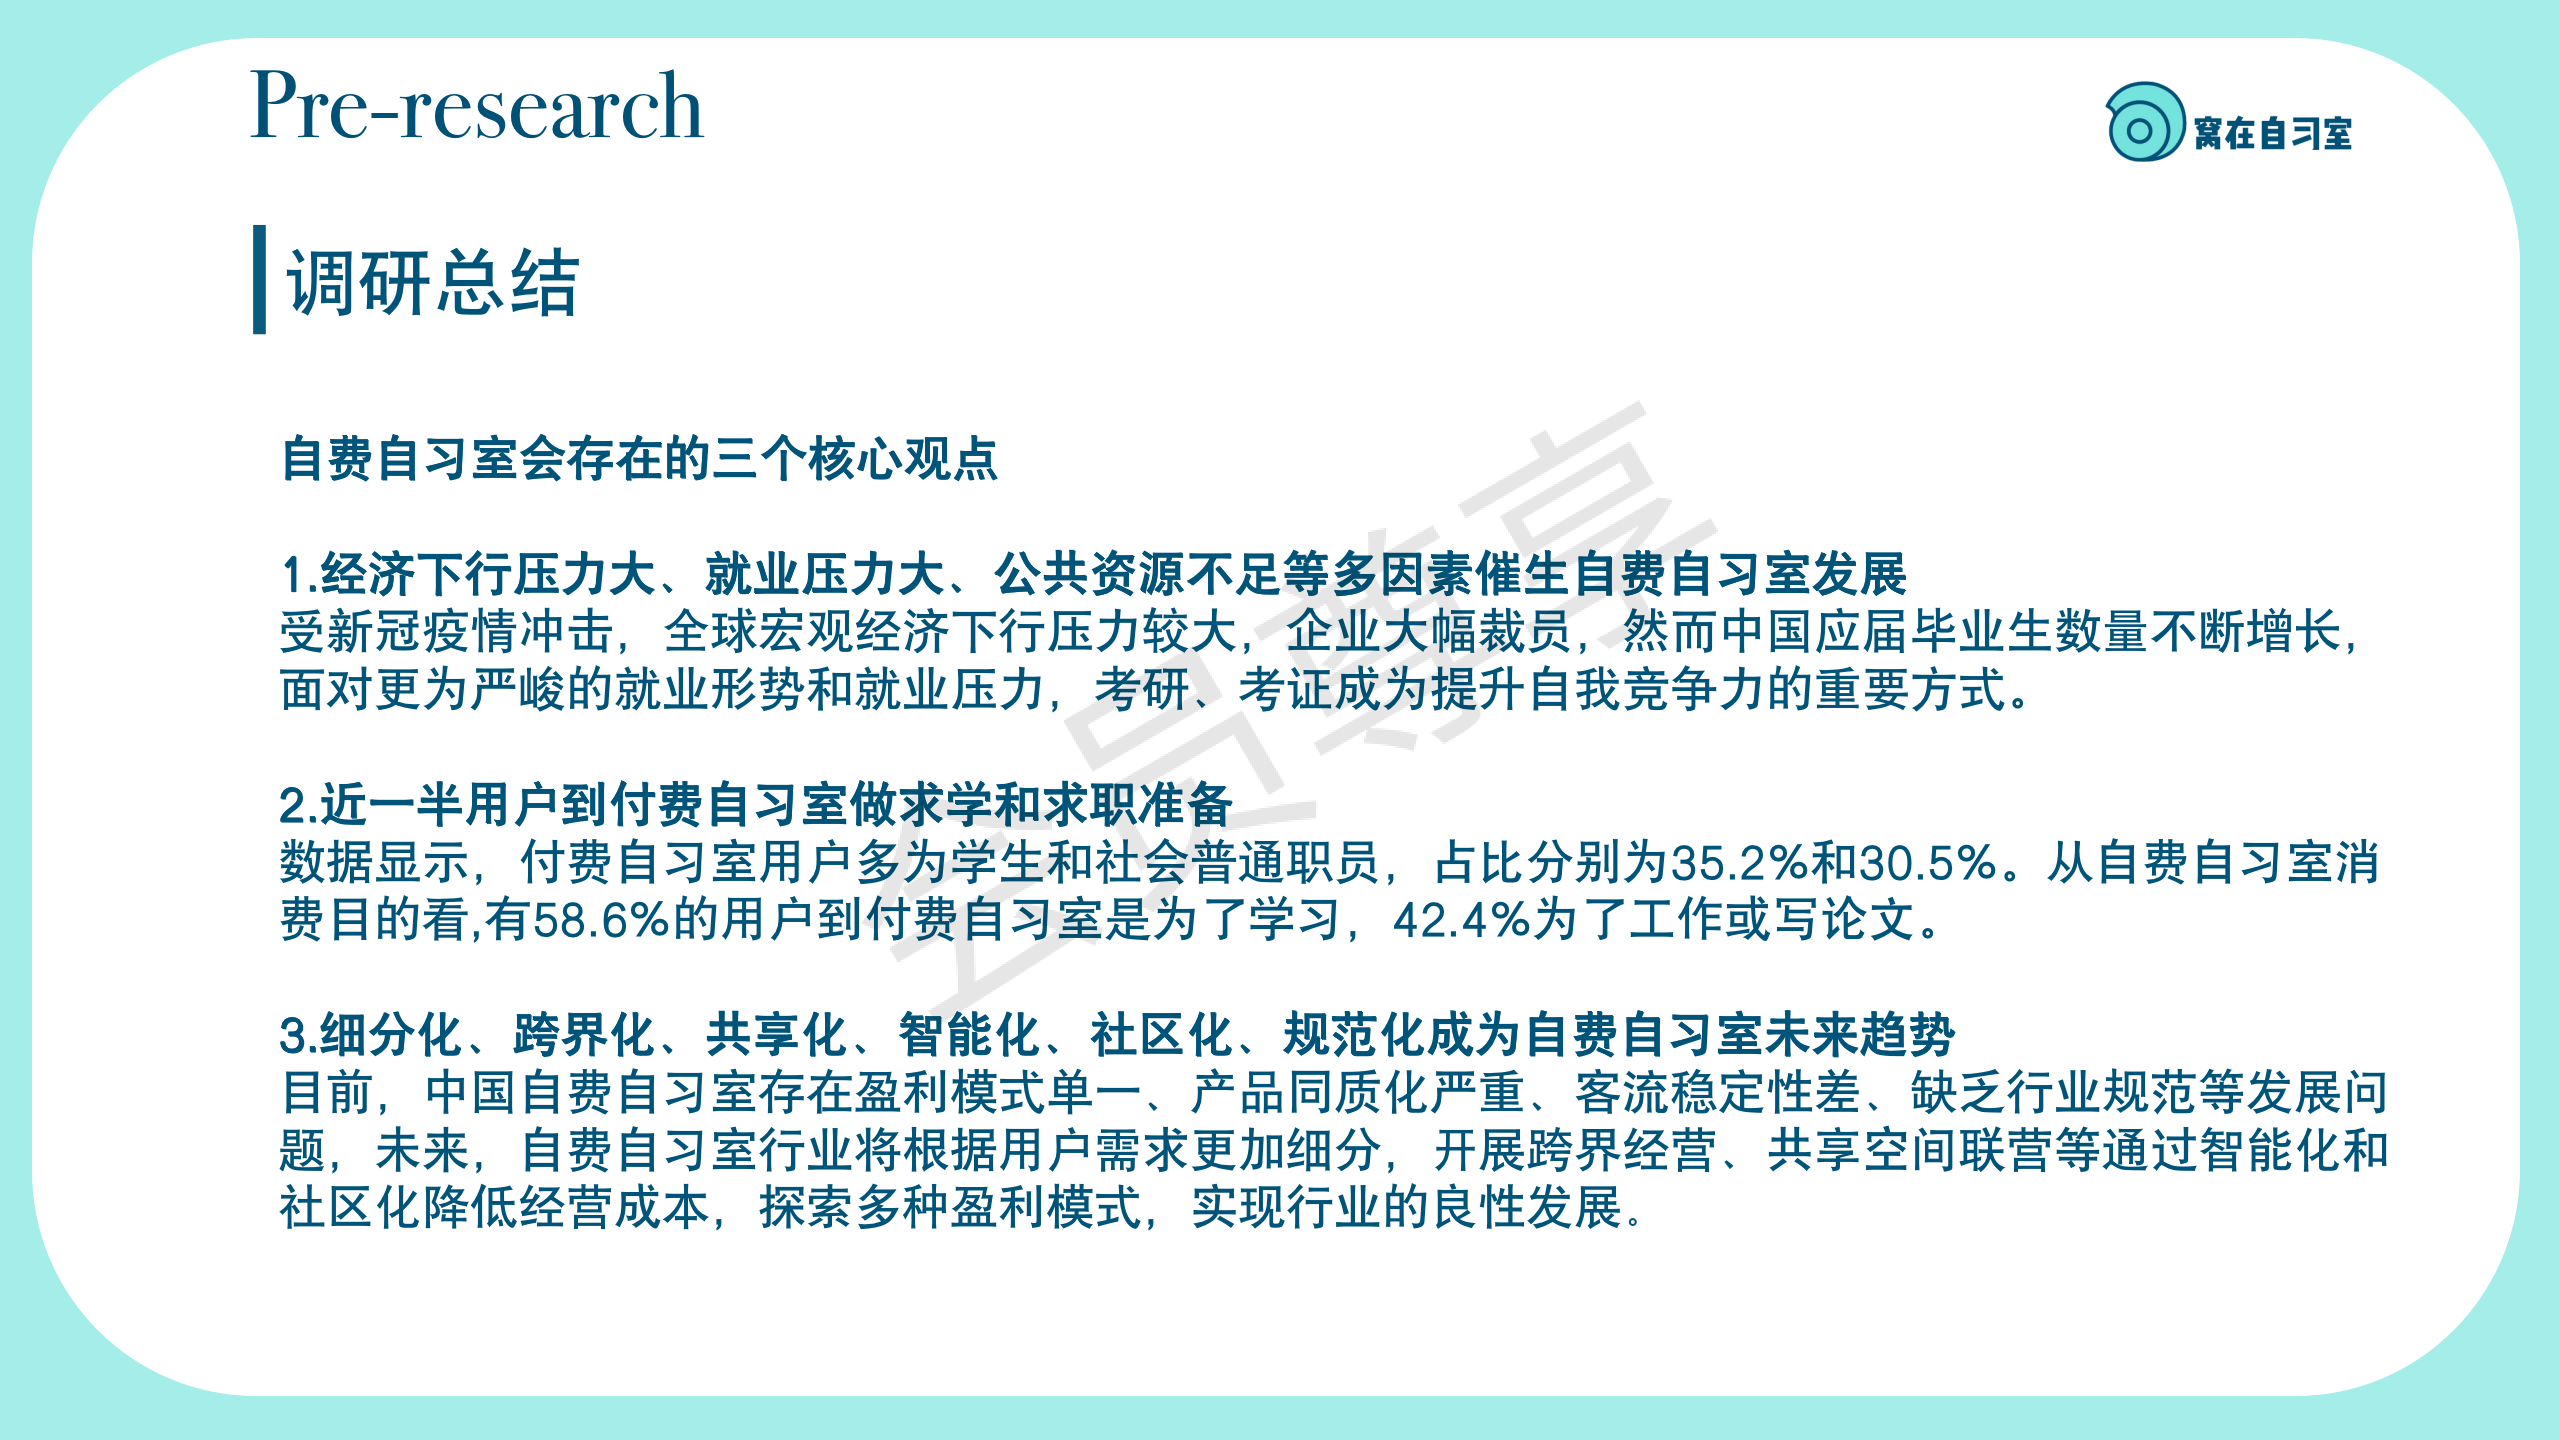 Pre-research
窝在自习室
调研总结
自费自习室会存在的三个核心观点
1.经济下行压力大、就业压力大、公共资源不足等多因素催生自费自习室发展
受新冠疫情冲击，全球宏观经济下行压力较大，企业大幅裁员，然而中国应届毕业生数量不断增长，
面对更为严峻的就业形势和就业压力，考研、考证成为提升自我竞争力的重要方式。
2.近一半用户到付费自习室做求学和求职准备
数据显示，付费自习室用户多为学生和社会普通职员，占比分别为35.2%和30.5%。从自费自习室消
费目的看,有58.6%的用户到付费自习室是为了学习，42.4%为了工作或写论文。
3.细分化、跨界化、共享化、智能化、社区化、规范化成为自费自习室未来趋势
目前，中国自费自习室存在盈利模式单一、产品同质化严重、客流稳定性差、缺乏行业规范等发展问
题，未来，自费自习室行业将根据用户需求更加细分，开展跨界经营、共享空间联营等通过智能化和
社区化降低经营成本，探索多种盈利模式，实现行业的良性发展。
会员尊享